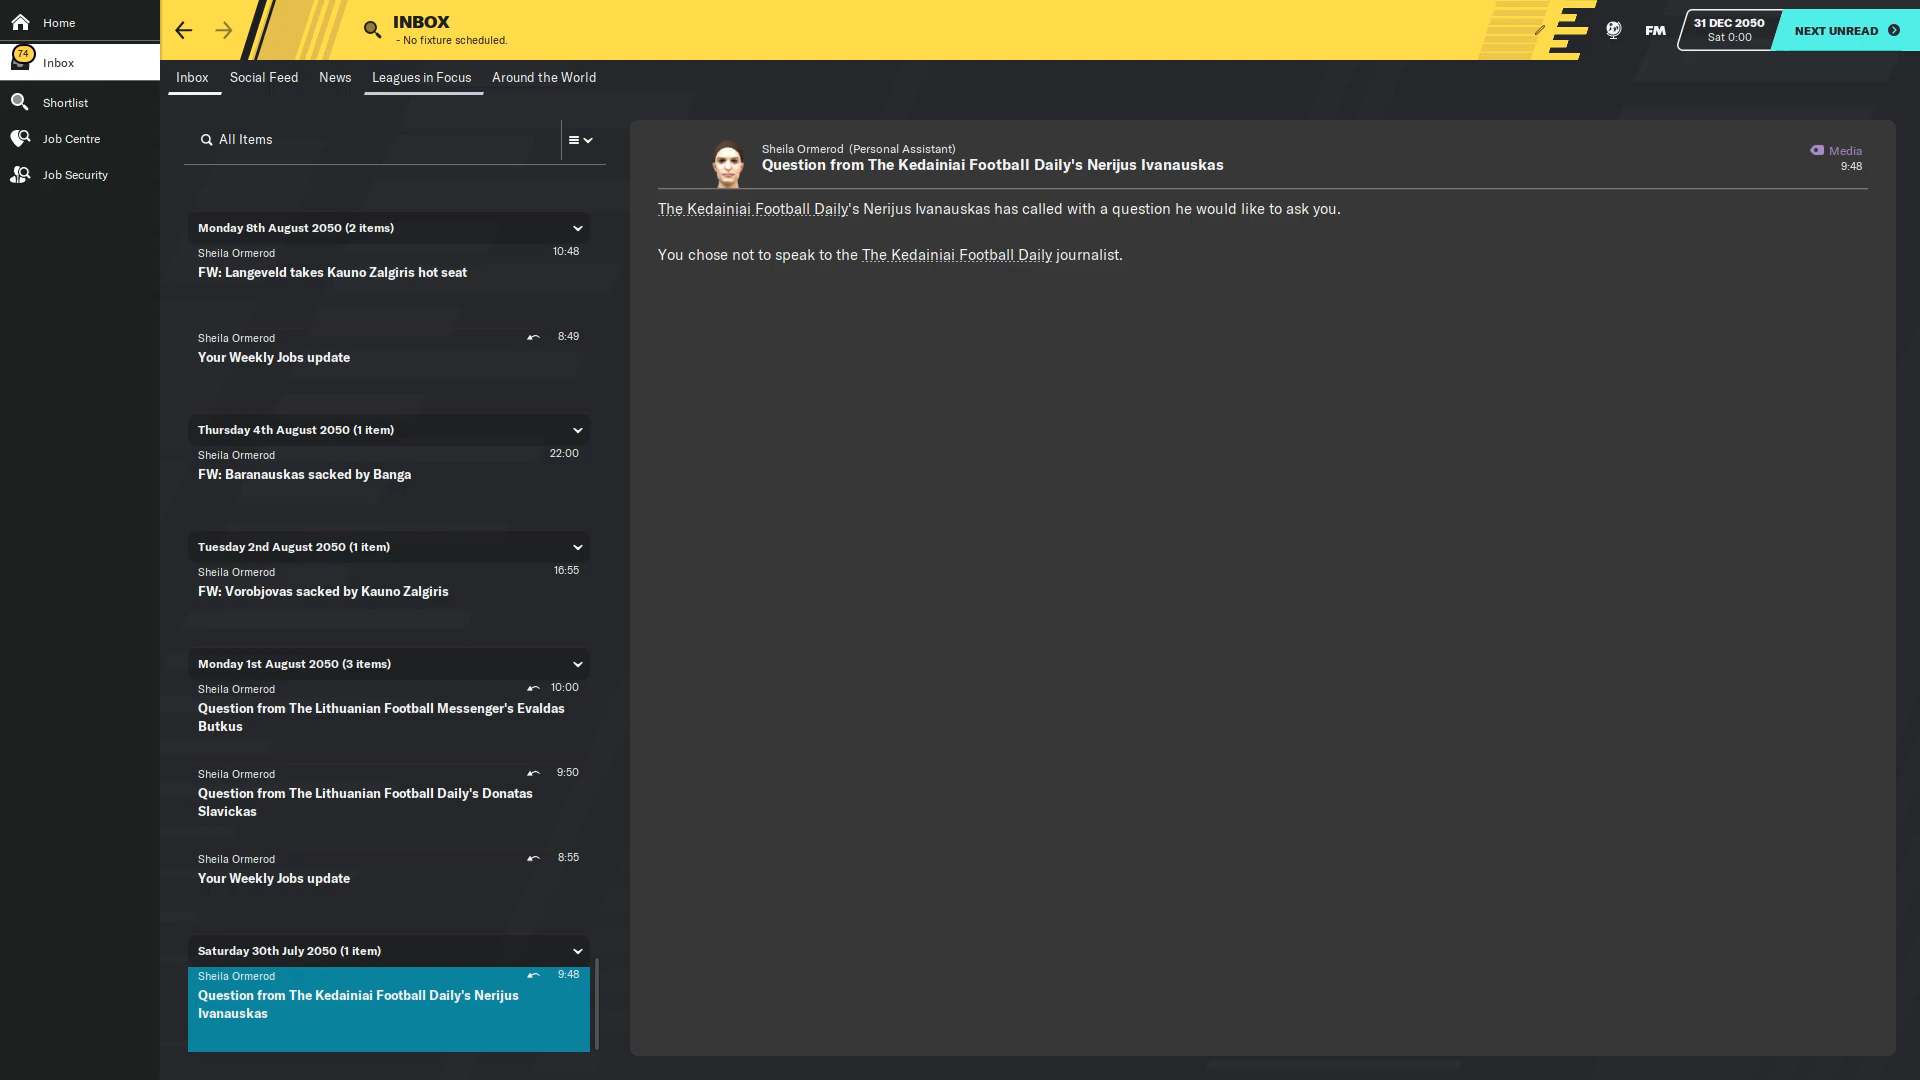 Home
74
Inbox
Shortlist
Job Centre
Job Security
INBOX
- No fixture scheduled.
FM
31 DEC 2050
Sat 0:00
NEXT UNREAD
Inbox
Social Feed
News
Leagues in Focus
Around the World
All Items
Monday 8th August 2050 (2 items)
Sheila Ormerod
10:48
FW: Langeveld takes Kauno Zalgiris hot seat
Sheila Ormerod
8:49
Your Weekly Jobs update
Thursday 4th August 2050 (1 item)
Sheila Ormerod
22:00
FW: Baranauskas sacked by Banga
Tuesday 2nd August 2050 (1 item)
Sheila Ormerod
16:55
FW: Vorobjovas sacked by Kauno Zalgiris
Monday 1st August 2050 (3 items)
Sheila Ormerod
10:00
Question from The Lithuanian Football Messenger's Evaldas
Butkus
Sheila Ormerod
9:50
Question from The Lithuanian Football Daily's Donatas
Slavickas
Sheila Ormerod
8:55
Your Weekly Jobs update
Saturday 30th July 2050 (1 item)
Sheila Ormerod
9:48
Question from The Kedainiai Football Daily's Nerijus
Ivanauskas
Sheila Ormerod (Personal Assistant)
Question from The Kedainiai Football Daily's Nerijus Ivanauskas
Media
9:48
The Kedainiai Football Daily's Nerijus Ivanauskas has called with a question he would like to ask you.
You chose not to speak to the The Kedainiai Football Daily journalist.